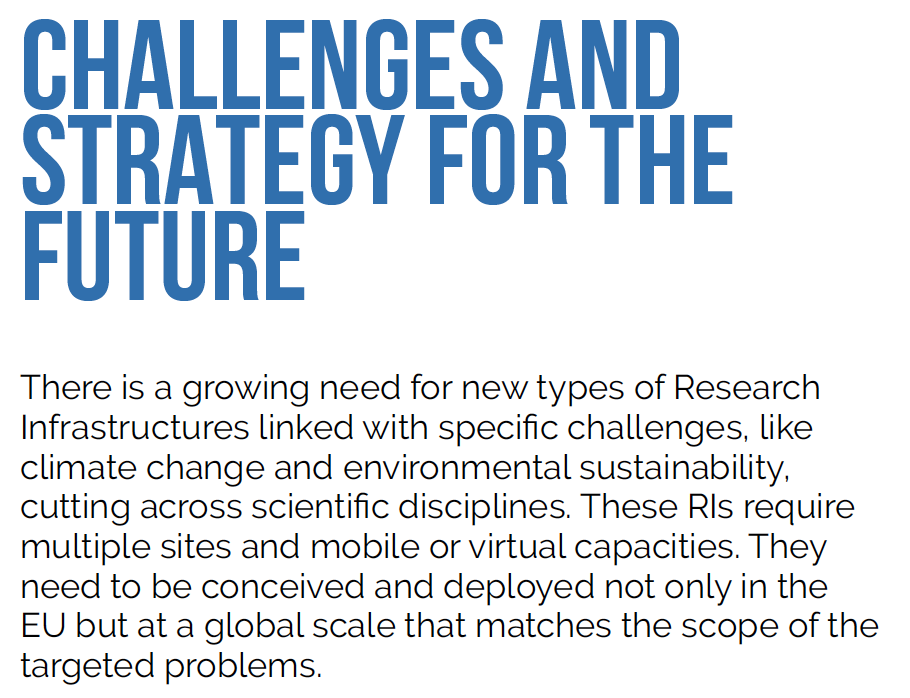 CHALLENGES AND
STRATEGY FOR THE
FUTURE
There is a growing need for new types of Research
Infrastructures linked with specific challenges, like
climate change and environmental sustainability,
cutting across scientific disciplines. These RIs require
multiple sites and mobile or virtual capacities. They
need to be conceived and deployed not only in the
EU but at a global scale that matches the scope of the
targeted problems.